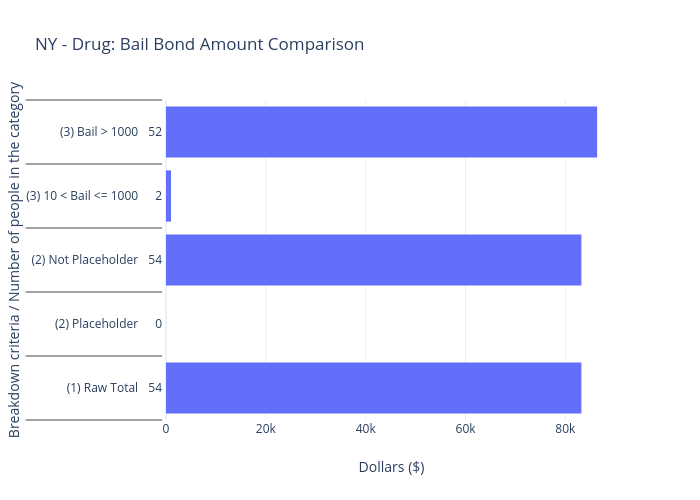 NY - Drug: Bail Bond Amount Comparison
Breakdown criteria / Number of people in the category
(3) Bail > 1000 52
(3) 10 < Bail <= 1000 2
(2) Not Placeholder 54
(2) Placeholder 0
(1) Raw Total 54
0 20k 40k 60k 80k
Dollars ($)